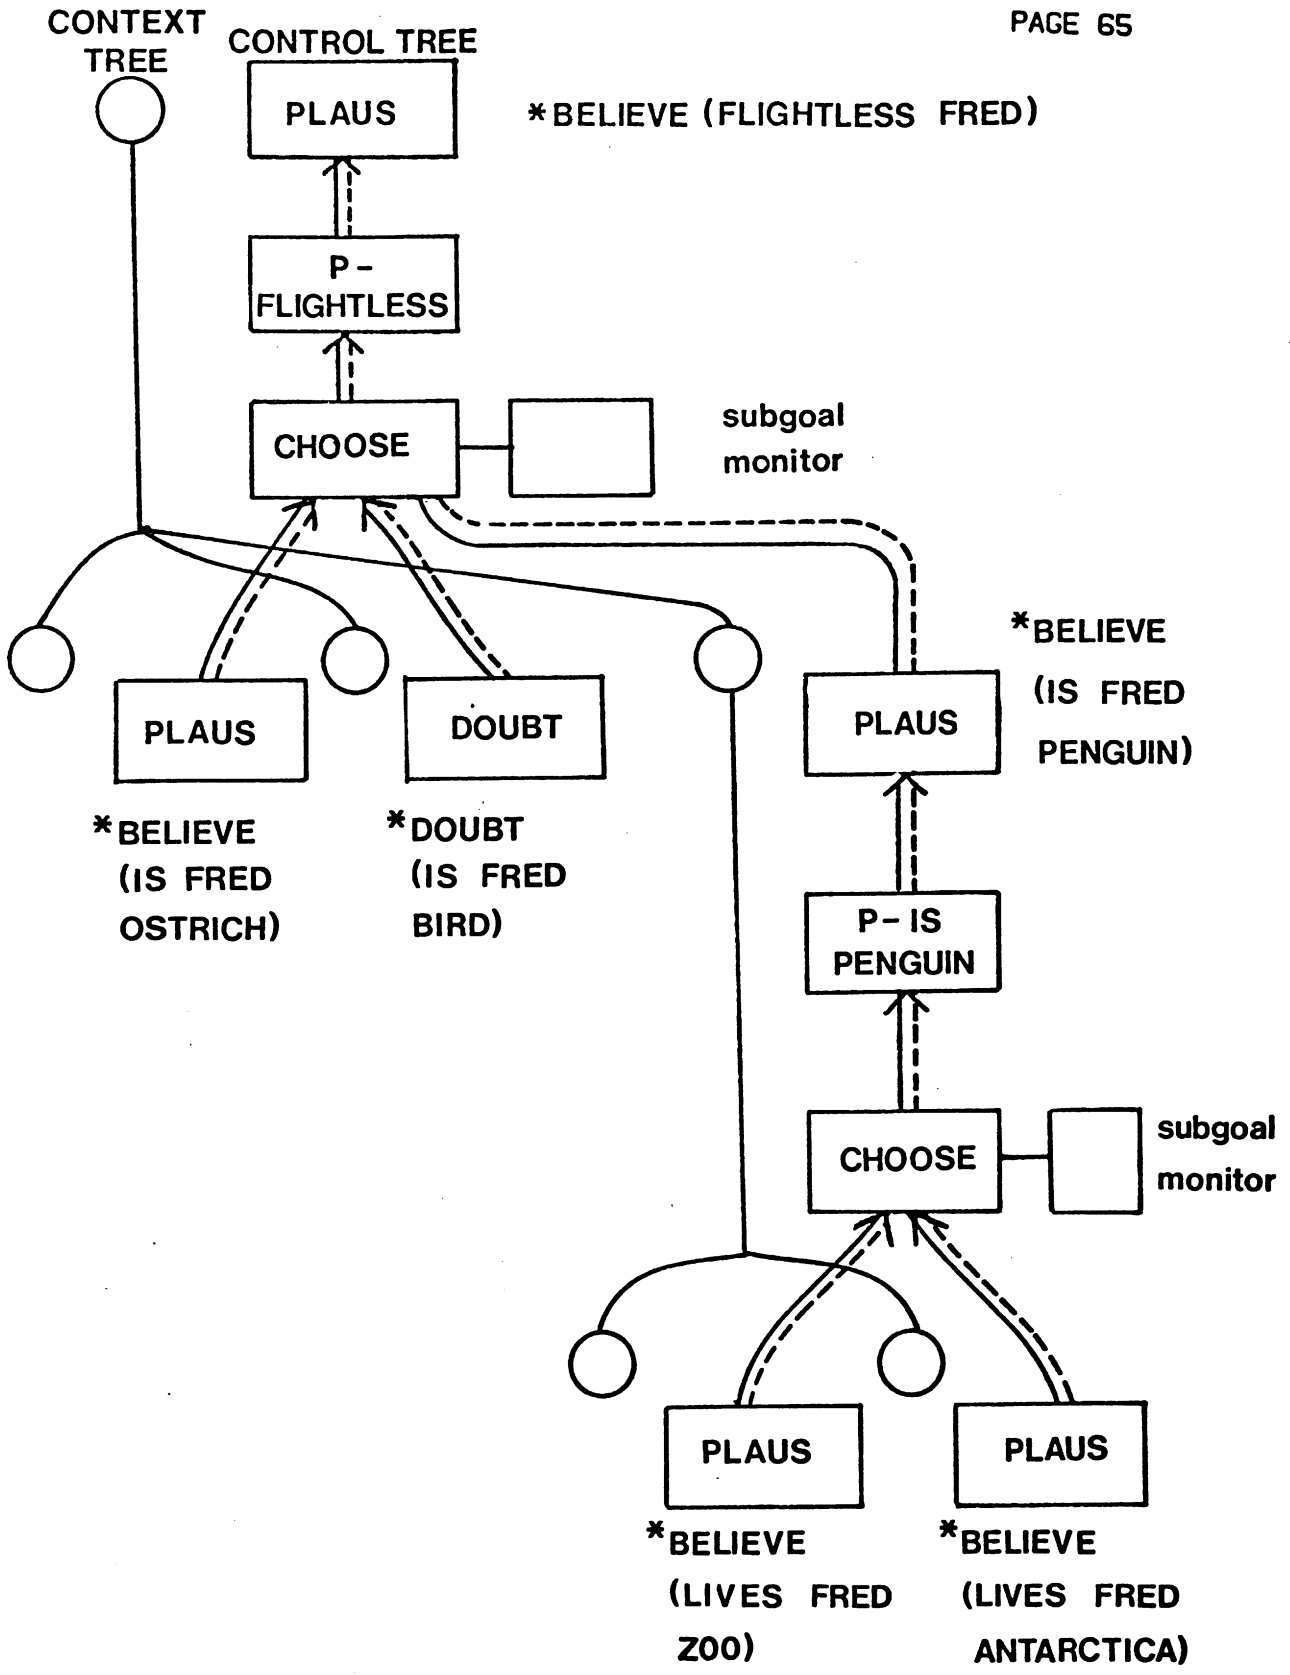 PAGE 65
CONTEXT
TREE
CONTROL TREE
PLAUS
*BELIEVE (FLIGHTLESS FRED)
P-
FLIGHTLESS
CHOOSE
subgoal
monitor
PLAUS
*BELIEVE
(IS FRED
OSTRICH)
DOUBT
*DOUBT
(IS FRED
BIRD)
PLAUS
*BELIEVE
(IS FRED
PENGUIN)
P-IS
PENGUIN
CHOOSE
subgoal
monitor
PLAUS
*BELIEVE
(LIVES FRED
ZOO)
PLAUS
*BELIEVE
(LIVES FRED
ANTARCTICA)